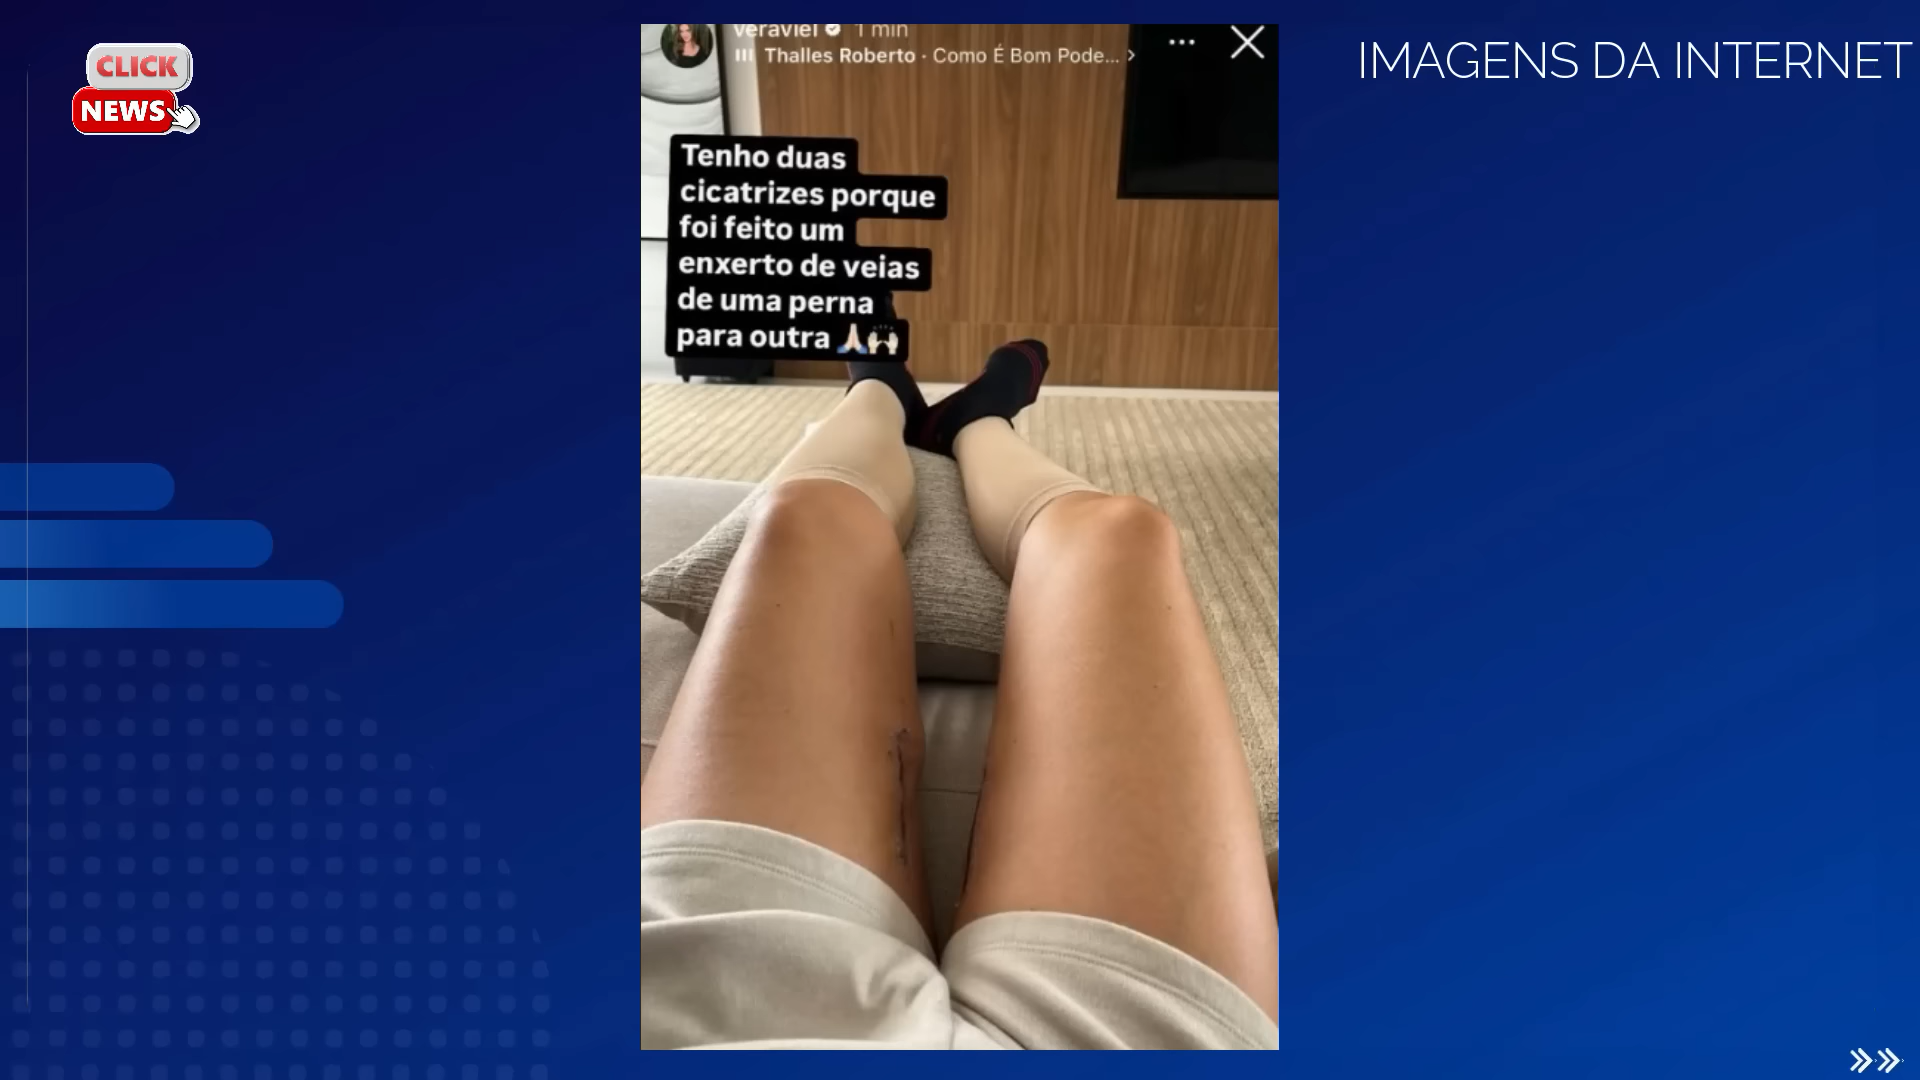 CLICK
NEWS
IMAGENS DA INTERNET
veraviel 1 min
Thalles Roberto · Como É Bom Pode... >
Tenho duas
cicatrizes porque
foi feito um
enxerto de veias
de uma perna
para outra 🙏🏻🙌🏻